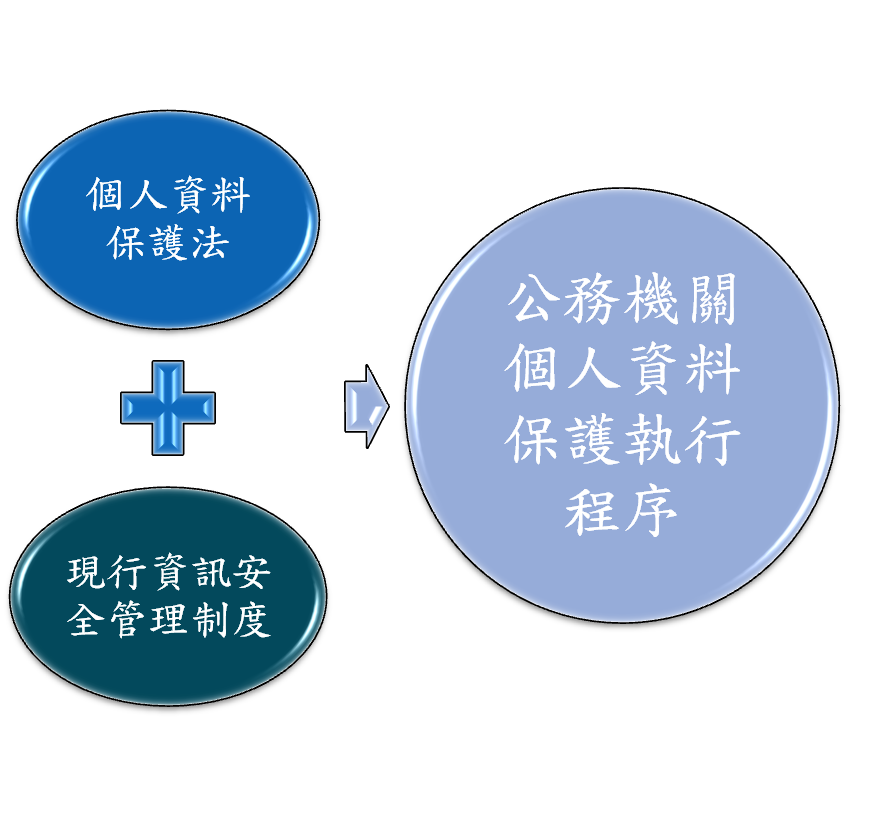 個人資料
保護法
現行資訊安
全管理制度
公務機關
個人資料
保護執行
程序